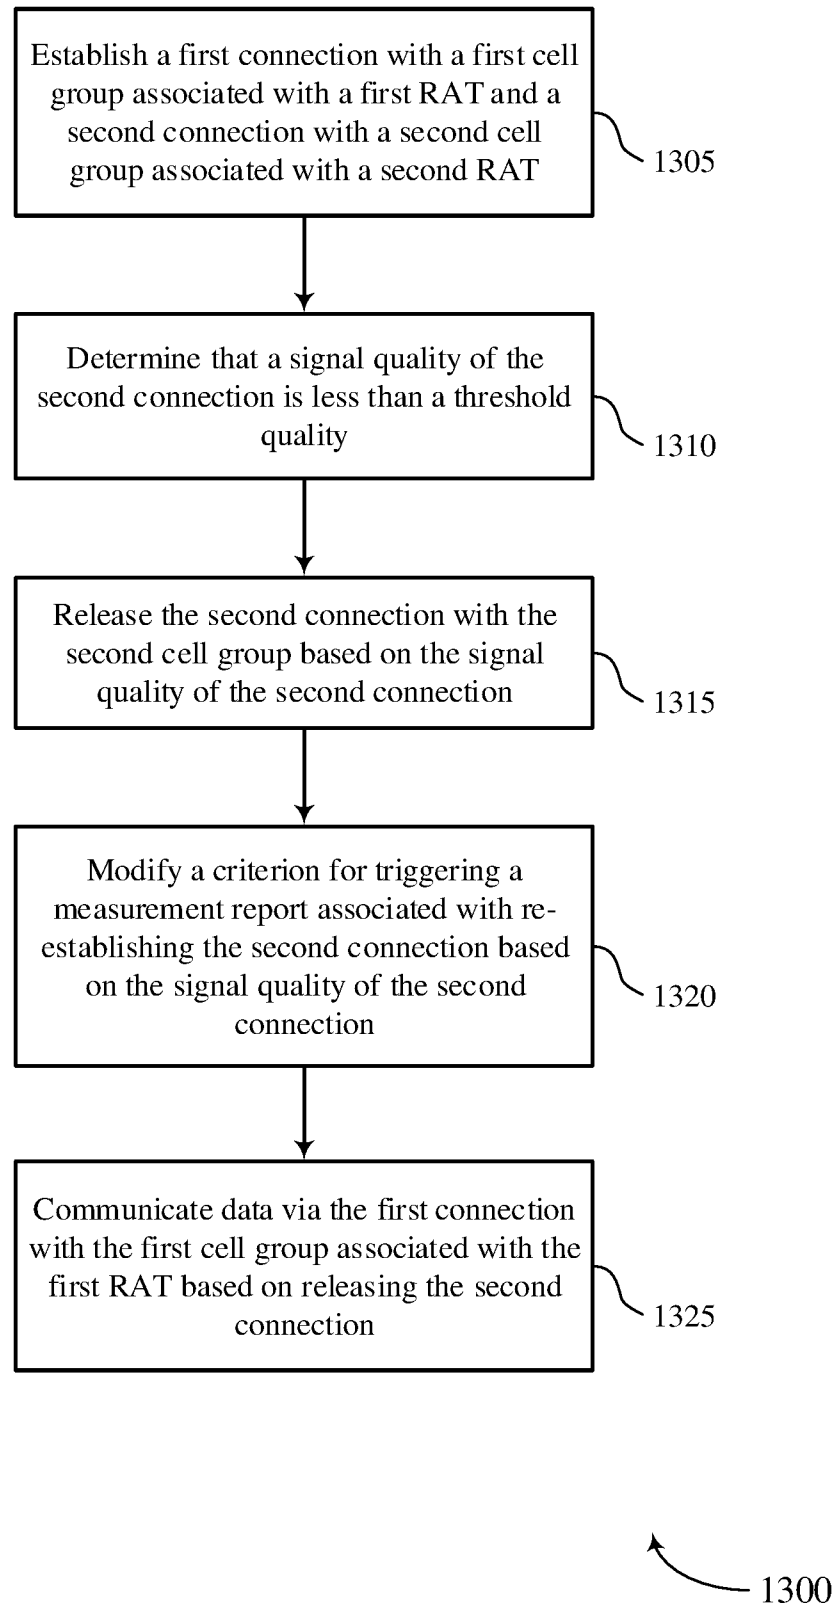 Establish a first connection with a first cell
group associated with a first RAT and a
second connection with a second cell
group associated with a second RAT
1305
Determine that a signal quality of the
second connection is less than a threshold
quality
1310
Release the second connection with the
second cell group based on the signal
quality of the second connection
1315
Modify a criterion for triggering a
measurement report associated with re-
establishing the second connection based
on the signal quality of the second
connection
1320
Communicate data via the first connection
with the first cell group associated with the
first RAT based on releasing the second
connection
1325
1300